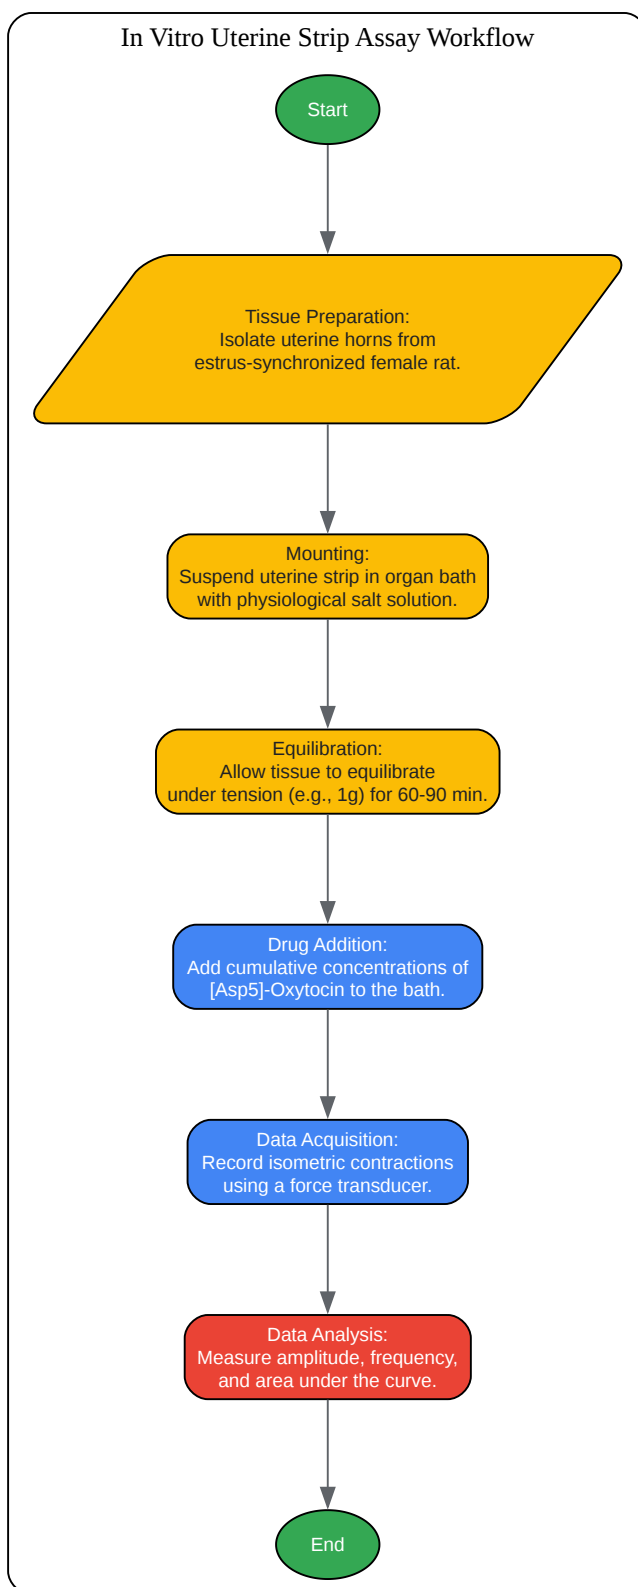 In Vitro Uterine Strip Assay Workflow
Start
Tissue Preparation:
Isolate uterine horns from
estrus-synchronized female rat.
Mounting:
Suspend uterine strip in organ bath
with physiological salt solution.
Equilibration:
Allow tissue to equilibrate
under tension (e.g., 1g) for 60-90 min.
Drug Addition:
Add cumulative concentrations of
[Asp5]-Oxytocin to the bath.
Data Acquisition:
Record isometric contractions
using a force transducer.
Data Analysis:
Measure amplitude, frequency,
and area under the curve.
End